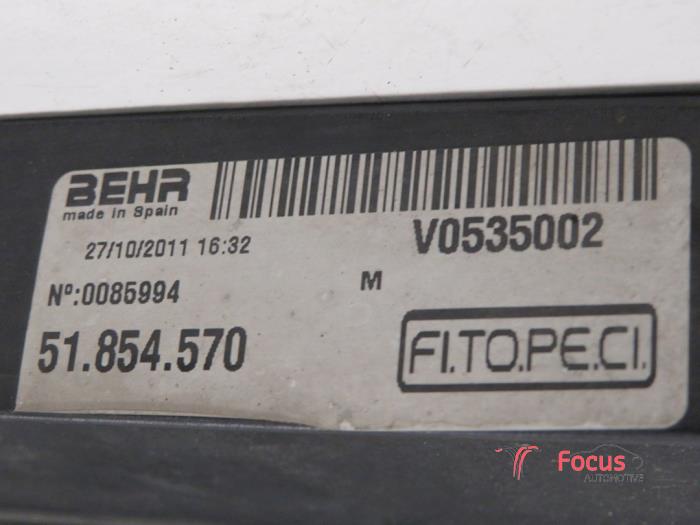 BEHR
made in Spain
27/10/2011 16:32
V0535002
Nº:0085994
M
51.854.570
FI.TO.PE.CI.
Focus
AUTOMOTIVE